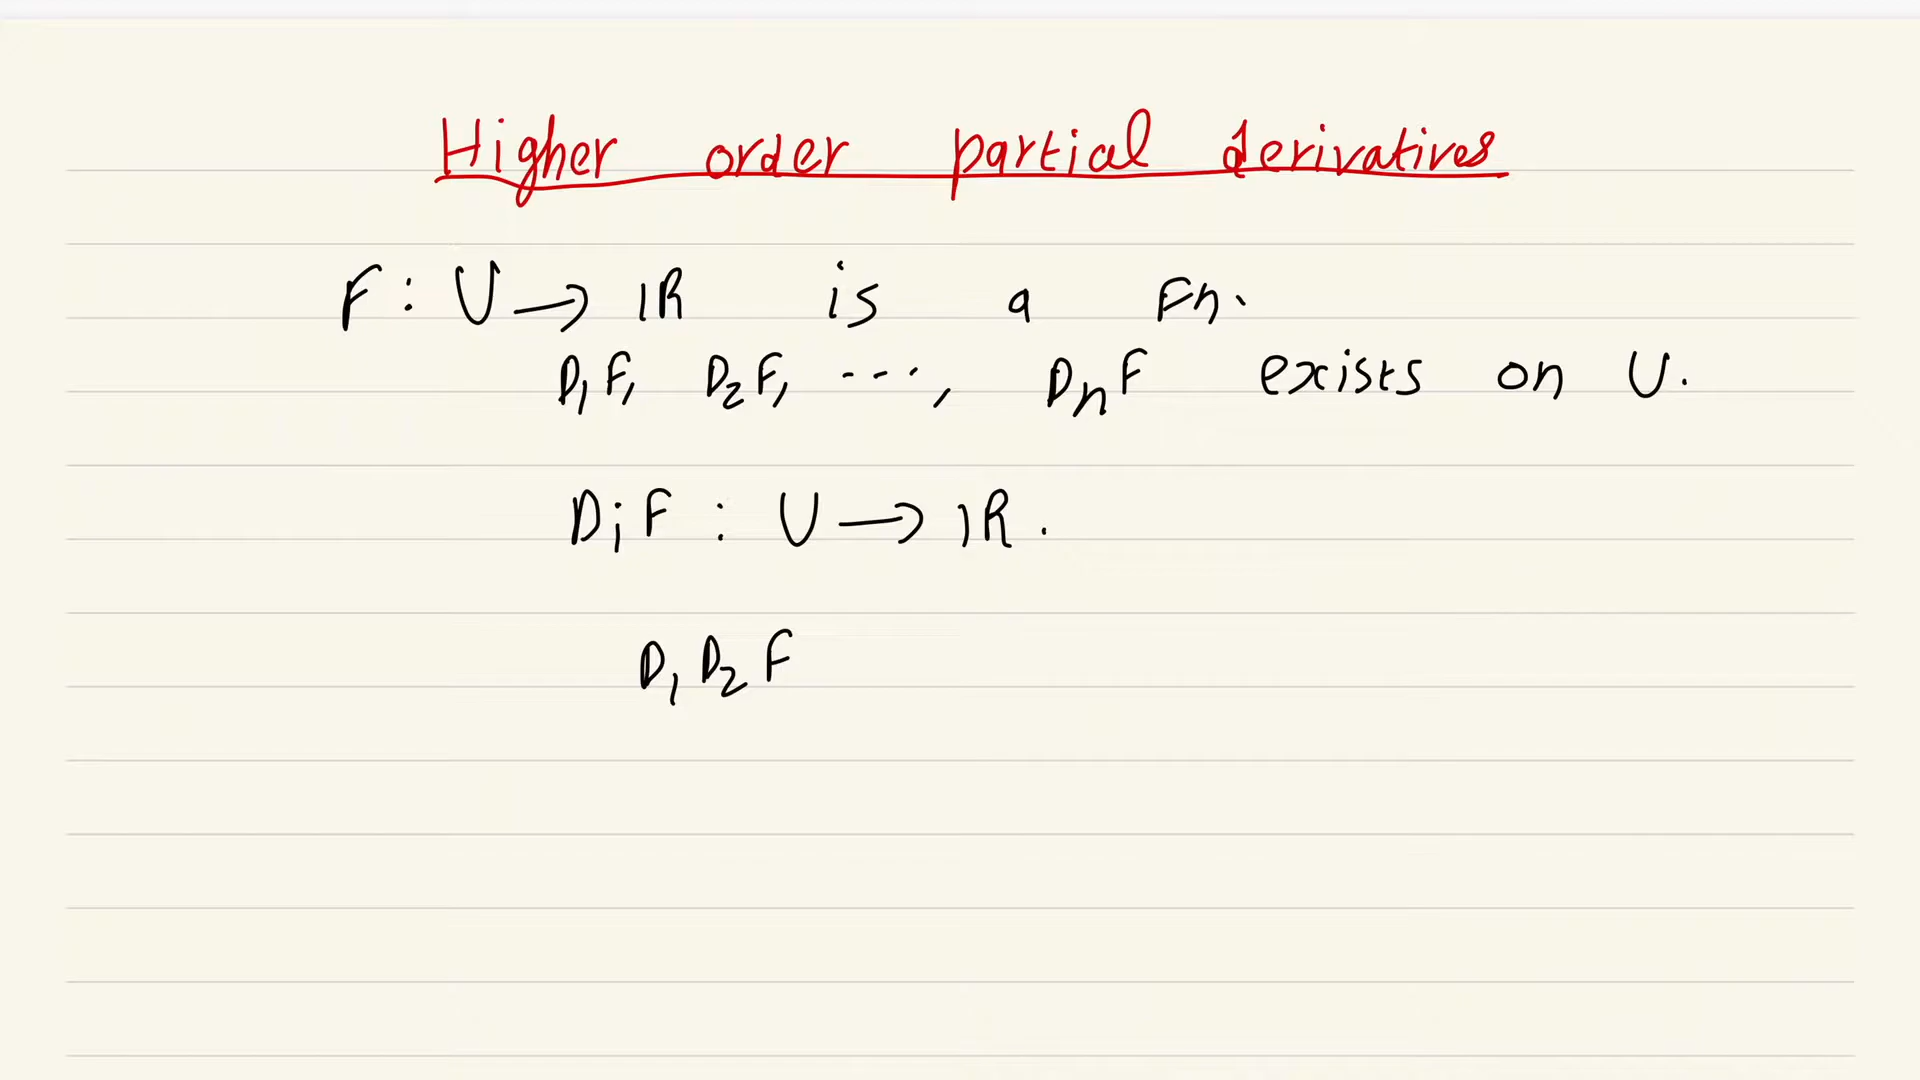 Higher order partial derivatives
F : U → ℝ is a Fn.
D₁F, D₂F, ---, DₙF exists on U.
DᵢF : U → ℝ.
D₁D₂F